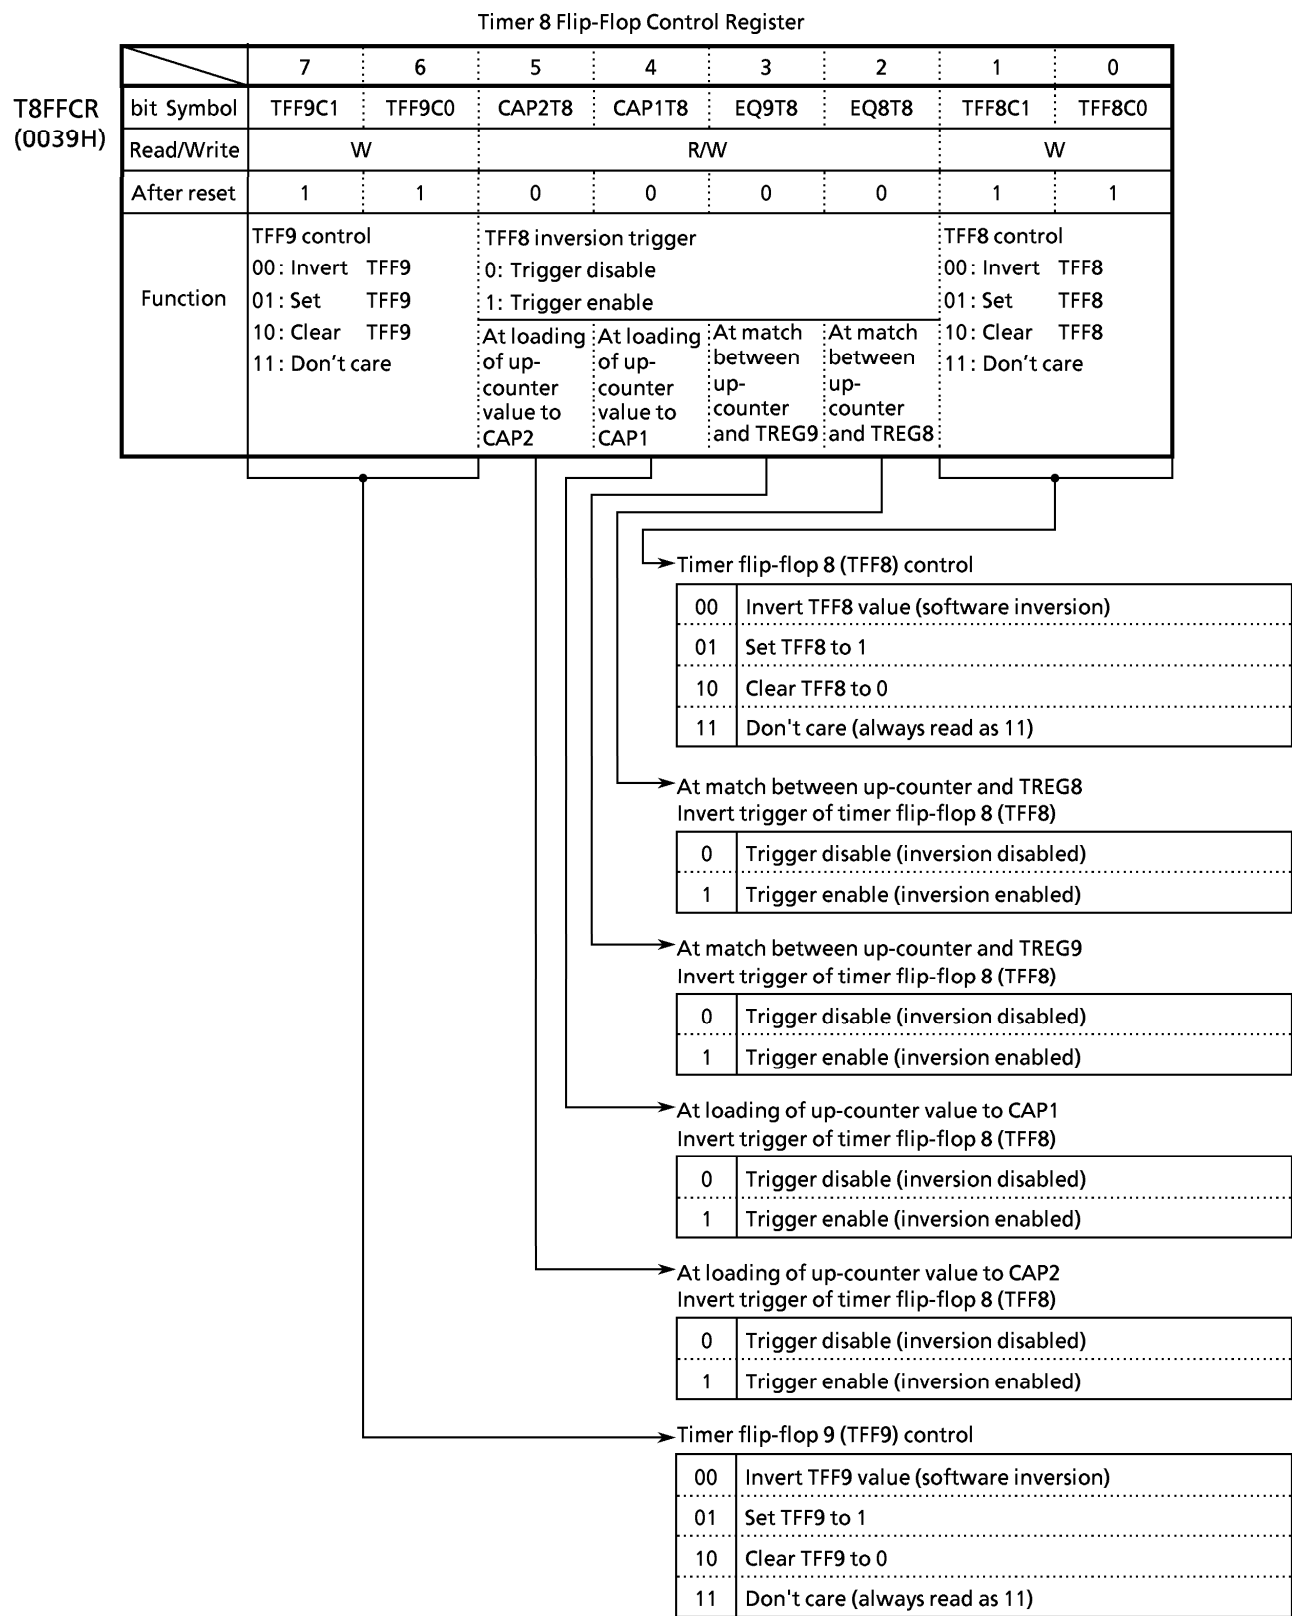 Timer 8 Flip-Flop Control Register
7 6 5 4 3 2 1 0
T8FFCR
(0039H)
bit Symbol TFF9C1 TFF9C0 CAP2T8 CAP1T8 EQ9T8 EQ8T8 TFF8C1 TFF8C0
Read/Write W R/W W
After reset 1 1 0 0 0 0 1 1
Function
TFF9 control
00: Invert TFF9
01: Set TFF9
10: Clear TFF9
11: Don't care
TFF8 inversion trigger
0: Trigger disable
1: Trigger enable
At loading
of up-
counter
value to
CAP2
At loading
of up-
counter
value to
CAP1
At match
between
up-
counter
and TREG9
At match
between
up-
counter
and TREG8
TFF8 control
00: Invert TFF8
01: Set TFF8
10: Clear TFF8
11: Don't care
Timer flip-flop 8 (TFF8) control
00 Invert TFF8 value (software inversion)
01 Set TFF8 to 1
10 Clear TFF8 to 0
11 Don't care (always read as 11)
At match between up-counter and TREG8
Invert trigger of timer flip-flop 8 (TFF8)
0 Trigger disable (inversion disabled)
1 Trigger enable (inversion enabled)
At match between up-counter and TREG9
Invert trigger of timer flip-flop 8 (TFF8)
0 Trigger disable (inversion disabled)
1 Trigger enable (inversion enabled)
At loading of up-counter value to CAP1
Invert trigger of timer flip-flop 8 (TFF8)
0 Trigger disable (inversion disabled)
1 Trigger enable (inversion enabled)
At loading of up-counter value to CAP2
Invert trigger of timer flip-flop 8 (TFF8)
0 Trigger disable (inversion disabled)
1 Trigger enable (inversion enabled)
Timer flip-flop 9 (TFF9) control
00 Invert TFF9 value (software inversion)
01 Set TFF9 to 1
10 Clear TFF9 to 0
11 Don't care (always read as 11)